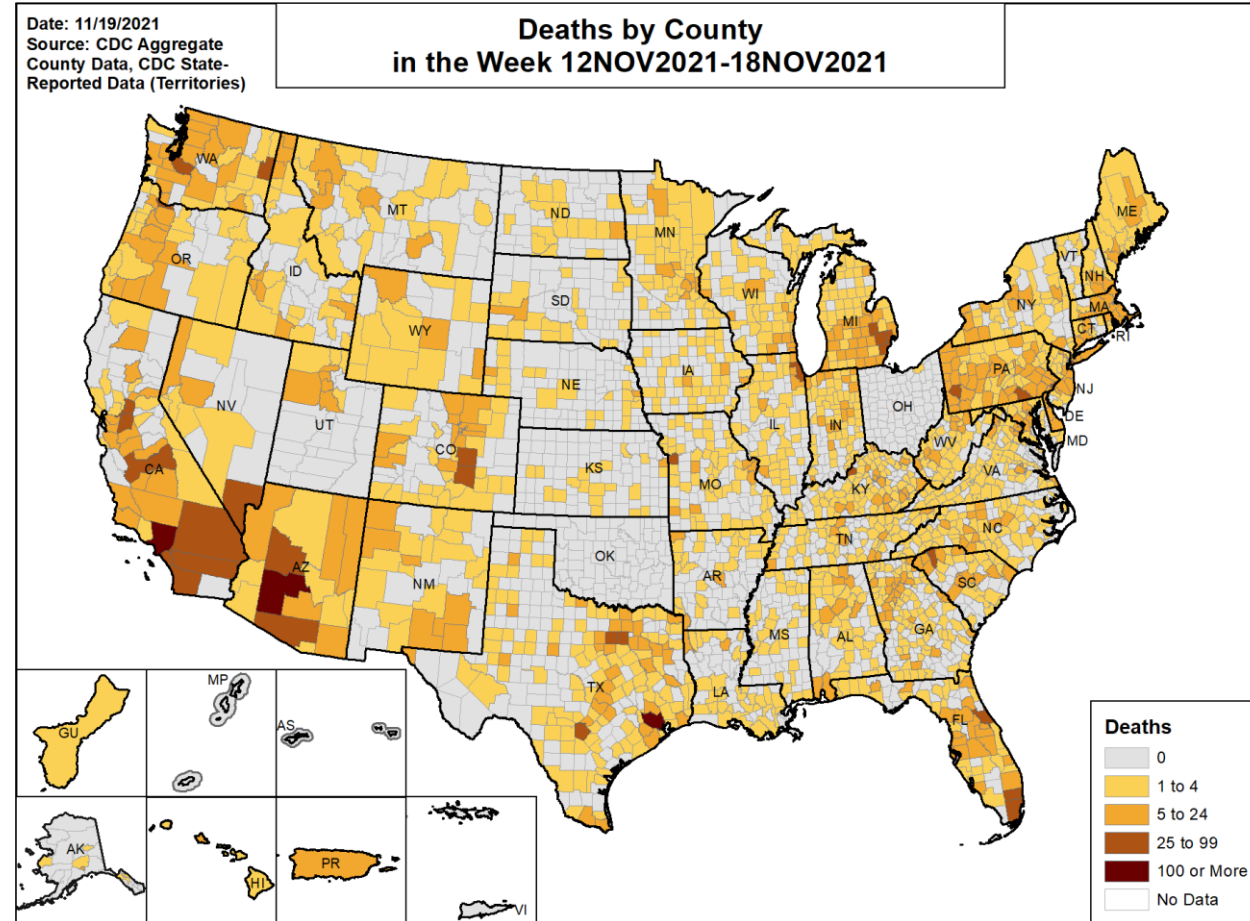 Date: 11/19/2021
Source: CDC Aggregate
County Data, CDC State-
Reported Data (Territories)
Deaths by County
in the Week 12NOV2021-18NOV2021
WA
MT
ND
MN
ME
OR
ID
SD
WI
MI
VT
NH
NY
MA
CT
RI
WY
NE
IA
PA
NJ
NV
UT
CO
IL
IN
OH
DE
MD
WV
VA
CA
KS
MO
KY
AZ
NM
OK
AR
TN
NC
SC
MS
AL
GA
TX
LA
FL
GU
MP
AS
AK
HI
PR
VI
Deaths
0
1 to 4
5 to 24
25 to 99
100 or More
No Data